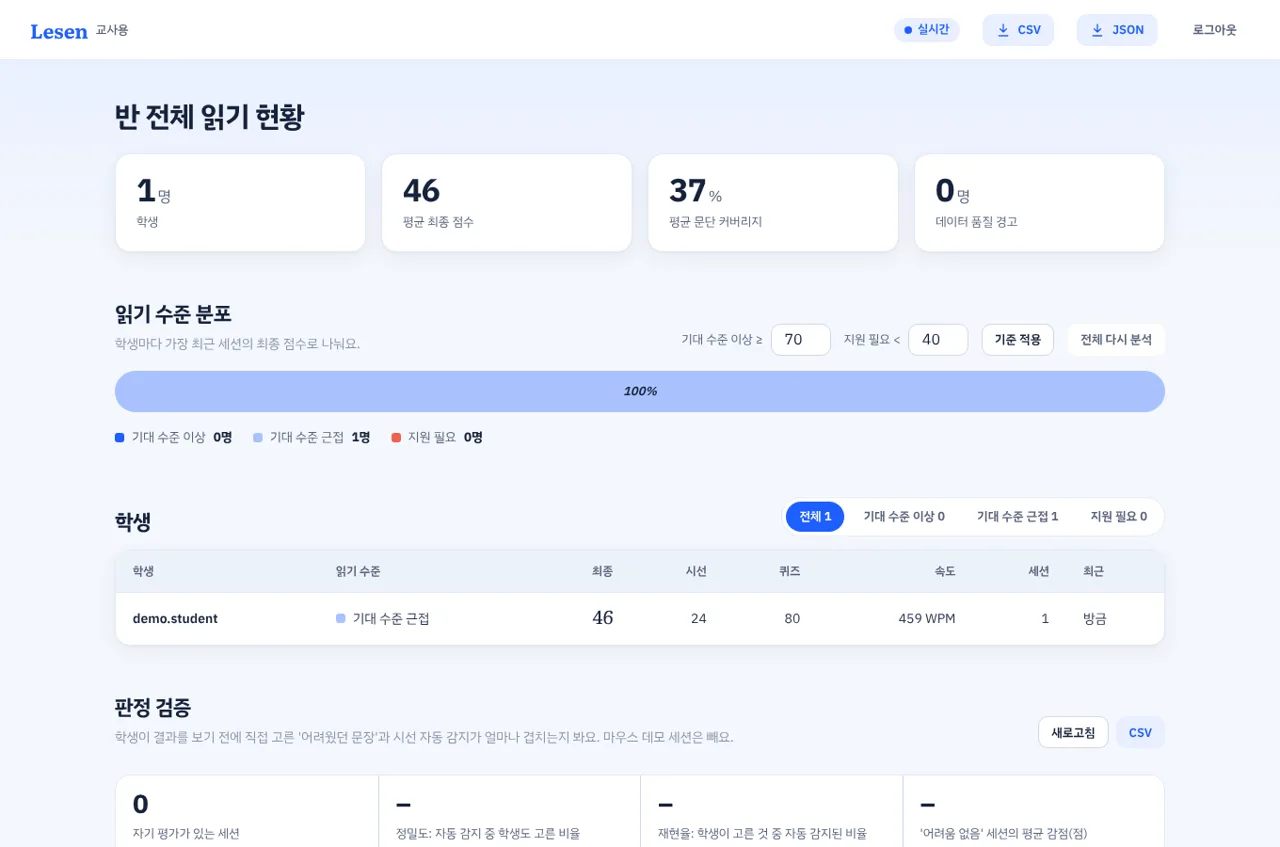 Lesen 교사용 실시간 CSV JSON 로그아웃
반 전체 읽기 현황
1명 46 37% 0명
학생 평균 최종 점수 평균 문단 커버리지 데이터 품질 경고
읽기 수준 분포
학생마다 가장 최근 세션의 최종 점수로 나눠요. 기대 수준 이상 ≥ 70 지원 필요 < 40 기준 적용 전체 다시 분석
100%
기대 수준 이상 0명 기대 수준 근접 1명 지원 필요 0명
학생 전체 1 기대 수준 이상 0 기대 수준 근접 1 지원 필요 0
학생 읽기 수준 최종 시선 퀴즈 속도 세션 최근
demo.student 기대 수준 근접 46 24 80 459 WPM 1 방금
판정 검증
학생이 결과를 보기 전에 직접 고른 '어려웠던 문장'과 시선 자동 감지가 얼마나 겹치는지 봐요. 마우스 데모 세션은 빼요. 새로고침 CSV
0 – – –
자기 평가가 있는 세션 정밀도: 자동 감지 중 학생도 고른 비율 재현율: 학생이 고른 것 중 자동 감지된 비율 '어려움 없음' 세션의 평균 감점(점)